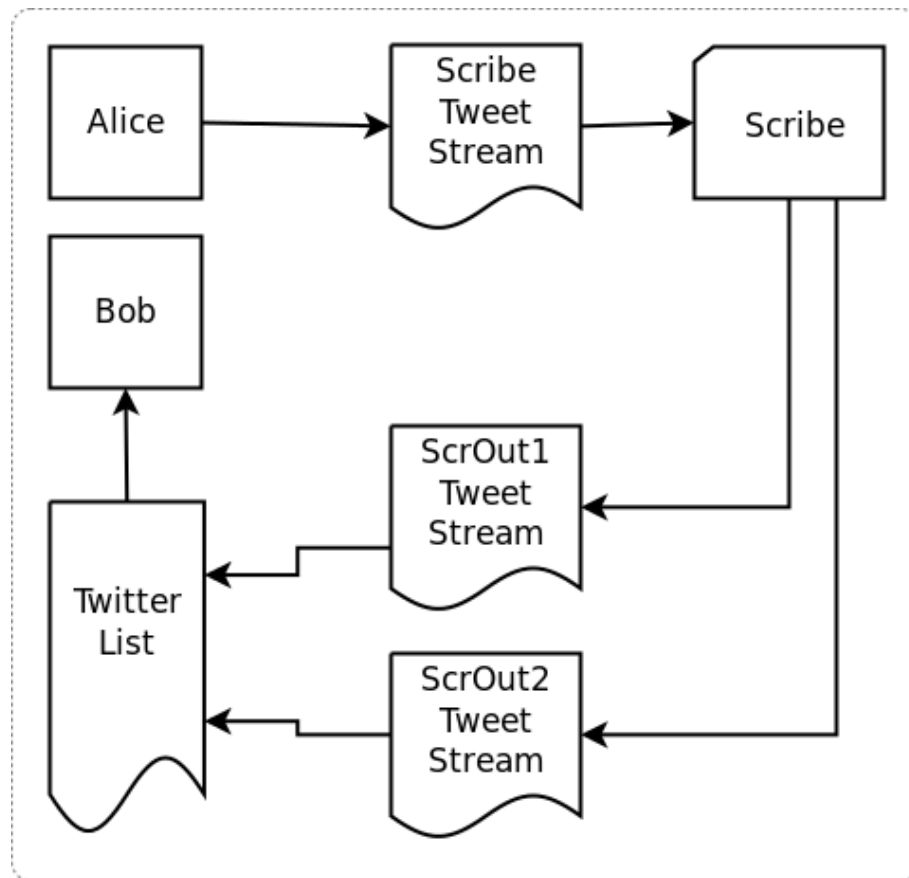 Alice
Scribe
Tweet
Stream
Scribe
Bob
ScrOut1
Tweet
Stream
Twitter
List
ScrOut2
Tweet
Stream